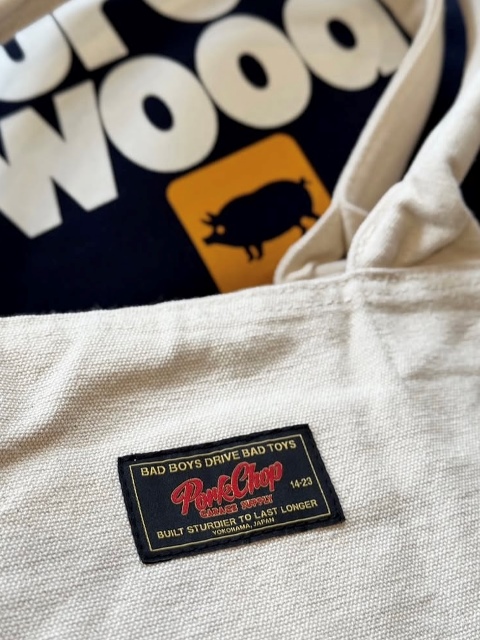 wood
BAD BOYS DRIVE BAD TOYS
PorkChop
14-23
GARAGE SUPPLY
BUILT STURDIER TO LAST LONGER
YOKOHAMA, JAPAN